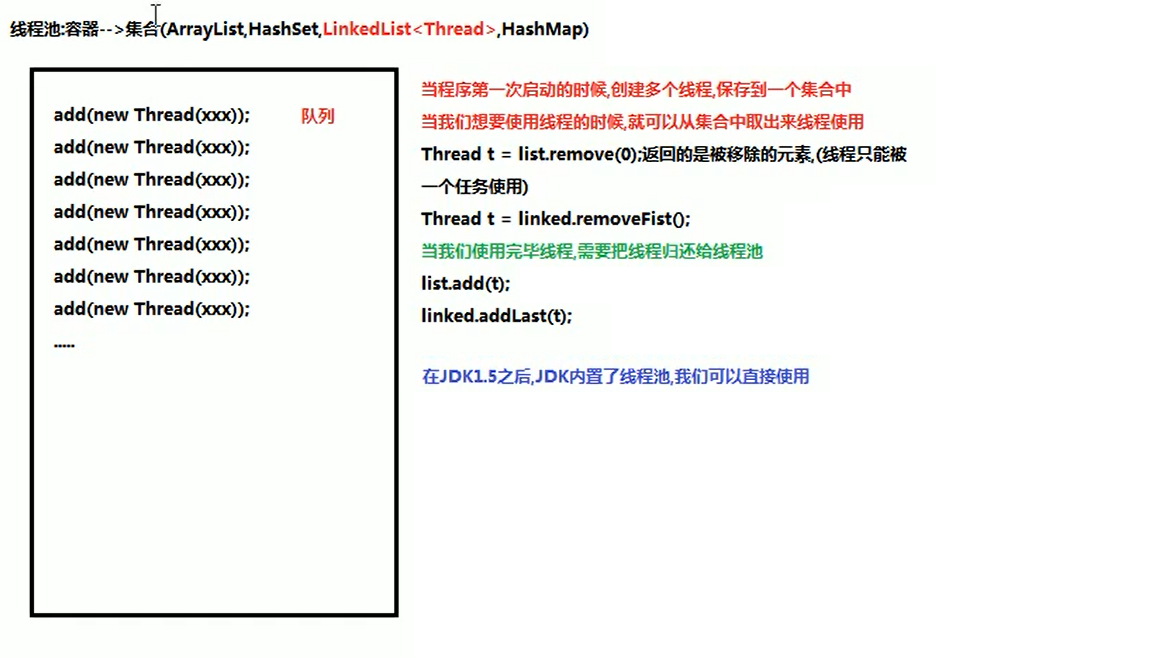 线程池:容器-->集合(ArrayList,HashSet,LinkedList<Thread>,HashMap)
add(new Thread(xxx)); 队列
add(new Thread(xxx));
add(new Thread(xxx));
add(new Thread(xxx));
add(new Thread(xxx));
add(new Thread(xxx));
add(new Thread(xxx));
.....
当程序第一次启动的时候,创建多个线程,保存到一个集合中
当我们想要使用线程的时候,就可以从集合中取出来线程使用
Thread t = list.remove(0);返回的是被移除的元素,(线程只能被
一个任务使用)
Thread t = linked.removeFist();
当我们使用完毕线程,需要把线程归还给线程池
list.add(t);
linked.addLast(t);
在JDK1.5之后,JDK内置了线程池,我们可以直接使用